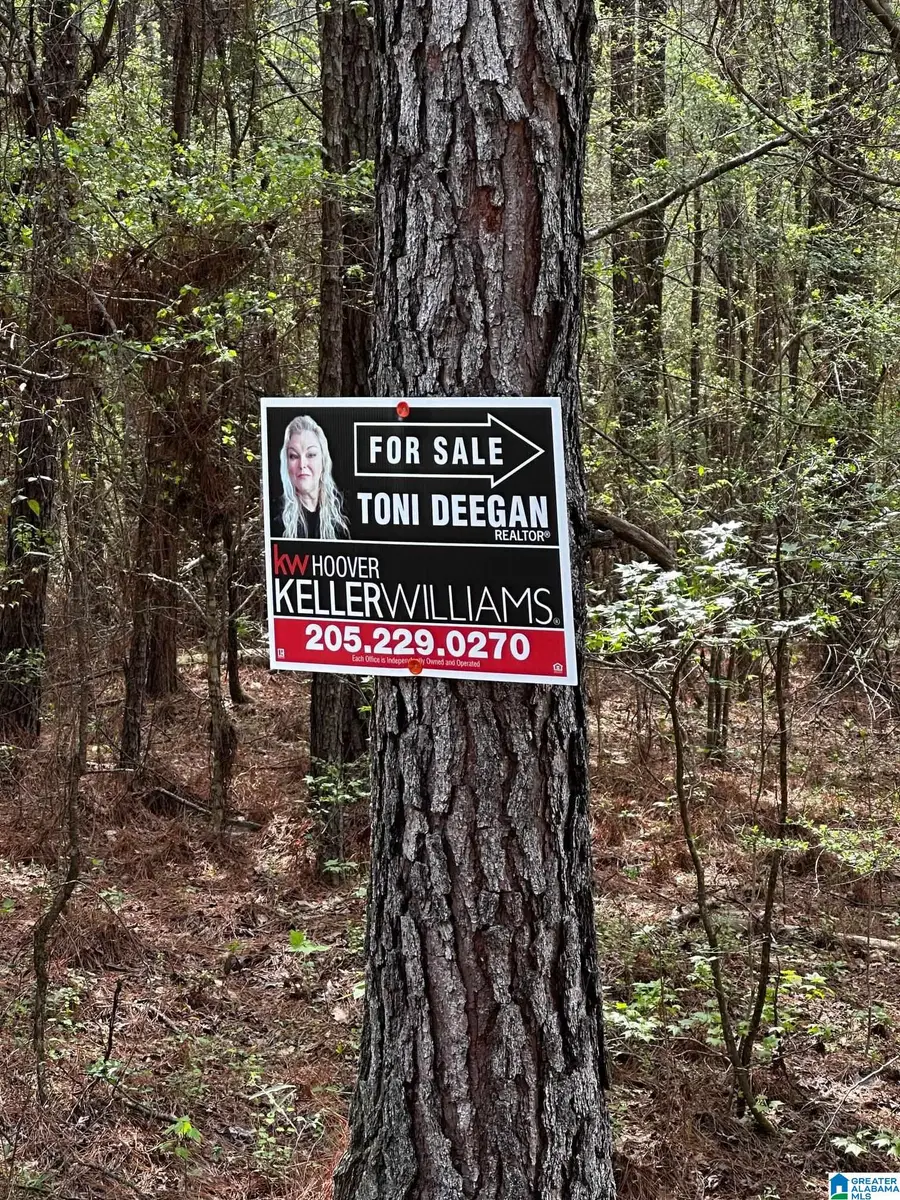 FOR SALE
TONI DEEGAN
REALTOR®
kw HOOVER
KELLERWILLIAMS®
205.229.0270
Each Office is Independently Owned and Operated
GREATER
ALABAMA
MLS